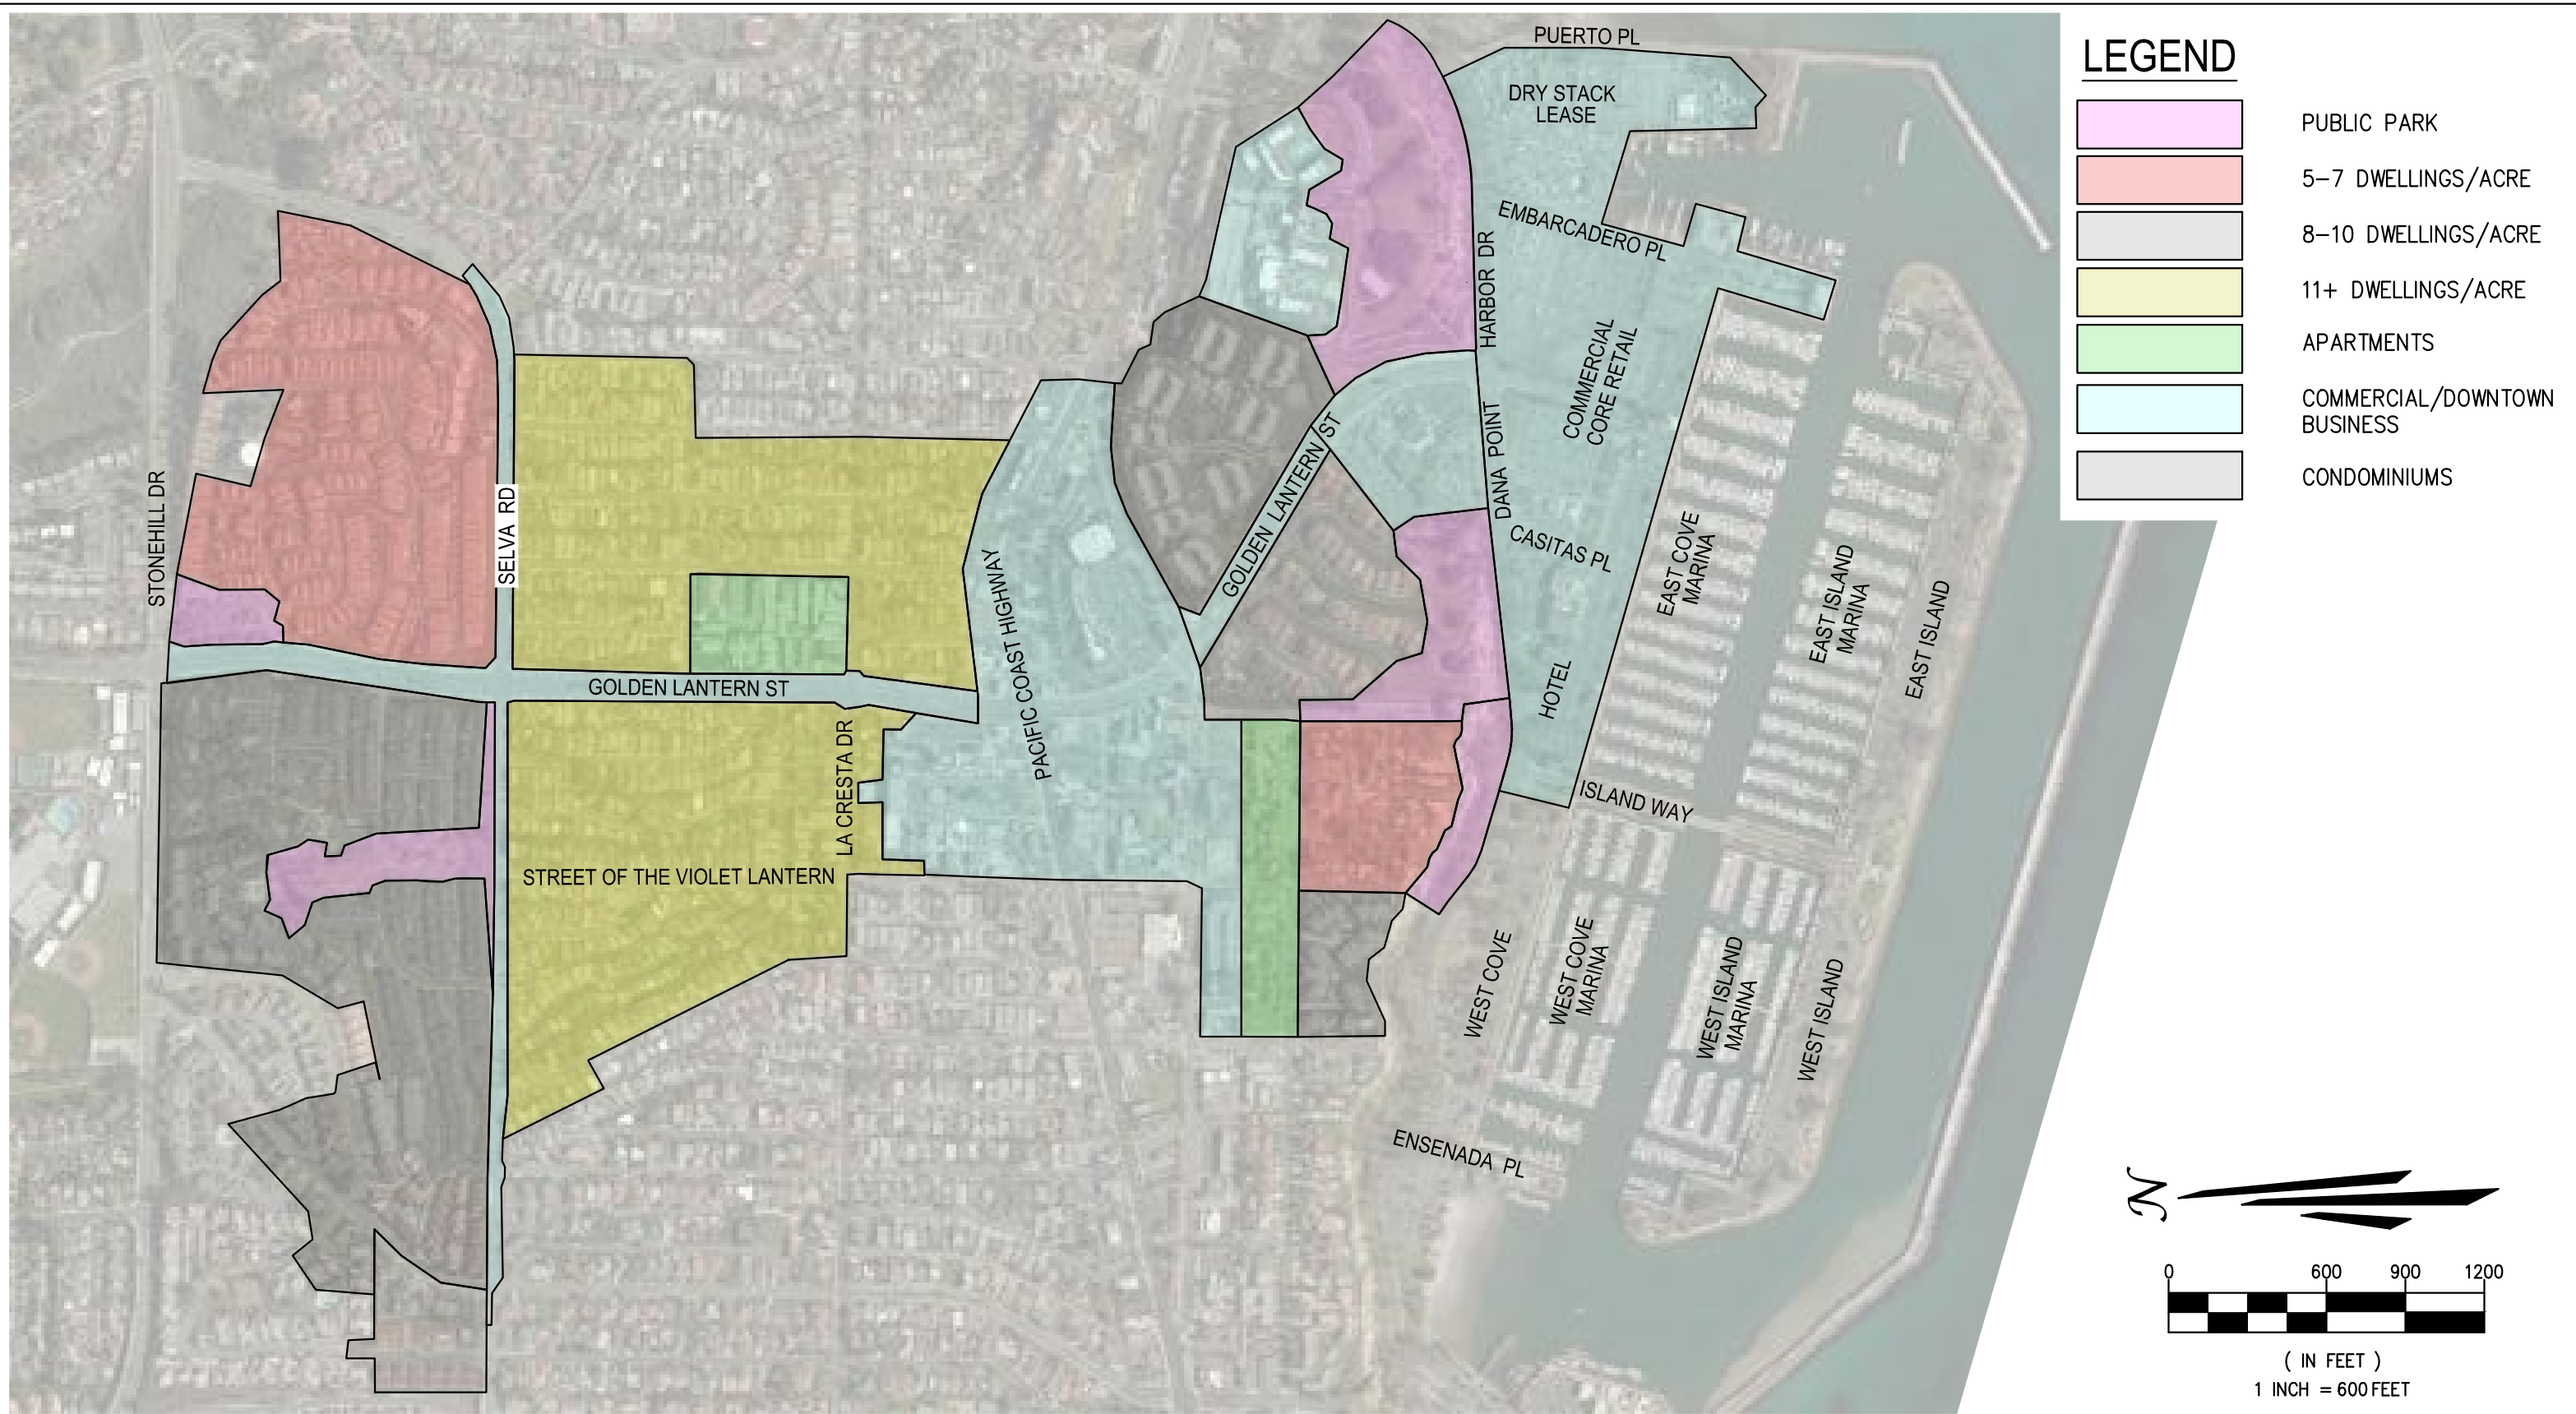 PUERTO PL
DRY STACK
LEASE
EMBARCADERO PL
HARBOR DR
COMMERCIAL
CORE RETAIL
DANA POINT
CASITAS PL
EAST COVE
MARINA
EAST ISLAND
MARINA
EAST ISLAND
HOTEL
ISLAND WAY
WEST COVE
WEST COVE
MARINA
WEST ISLAND
MARINA
WEST ISLAND
ENSENADA PL
GOLDEN LANTERN ST
PACIFIC COAST HIGHWAY
STONEHILL DR
SELVA RD
GOLDEN LANTERN ST
LA CRESTA DR
STREET OF THE VIOLET LANTERN
LEGEND
PUBLIC PARK
5-7 DWELLINGS/ACRE
8-10 DWELLINGS/ACRE
11+ DWELLINGS/ACRE
APARTMENTS
COMMERCIAL/DOWNTOWN
BUSINESS
CONDOMINIUMS
N
0 600 900 1200
( IN FEET )
1 INCH = 600 FEET